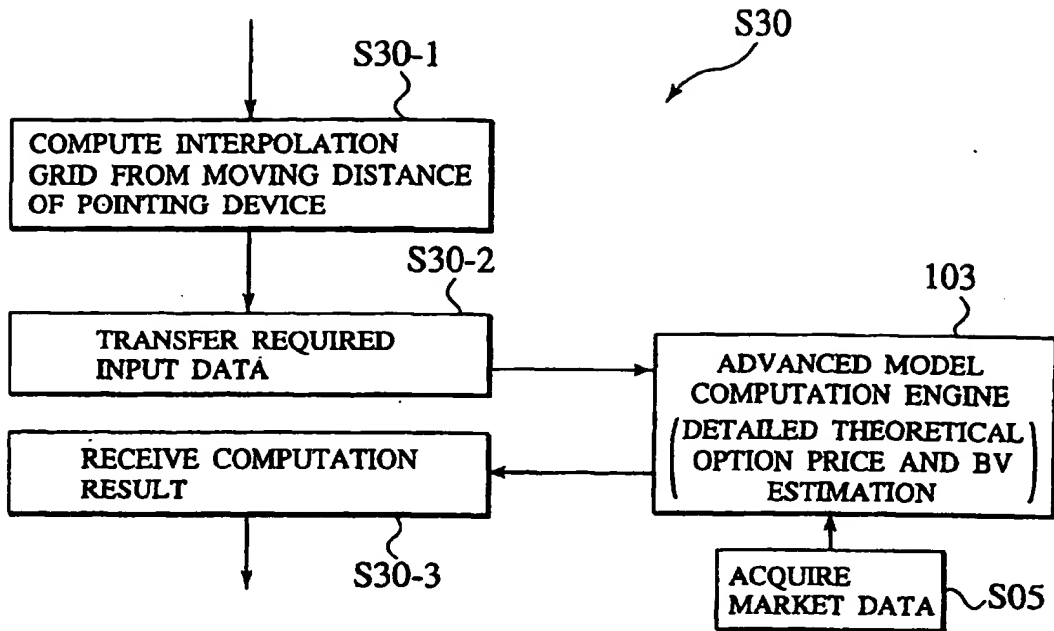 S30
S30-1
COMPUTE INTERPOLATION
GRID FROM MOVING DISTANCE
OF POINTING DEVICE
S30-2
TRANSFER REQUIRED
INPUT DATA
103
ADVANCED MODEL
COMPUTATION ENGINE
(DETAILED THEORETICAL
OPTION PRICE AND BV
ESTIMATION)
RECEIVE COMPUTATION
RESULT
S30-3
ACQUIRE
MARKET DATA
S05